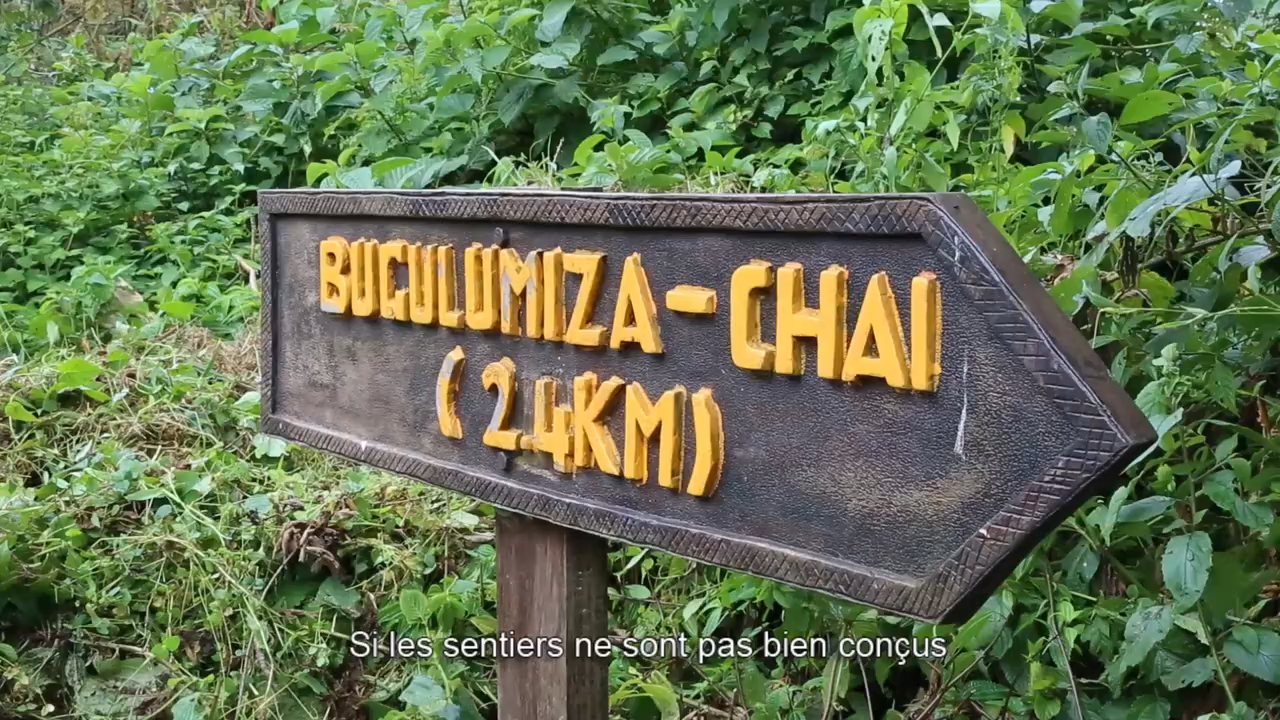 BUGULUMIZA - CHAI
(2.4KM)
Si les sentiers ne sont pas bien conçus